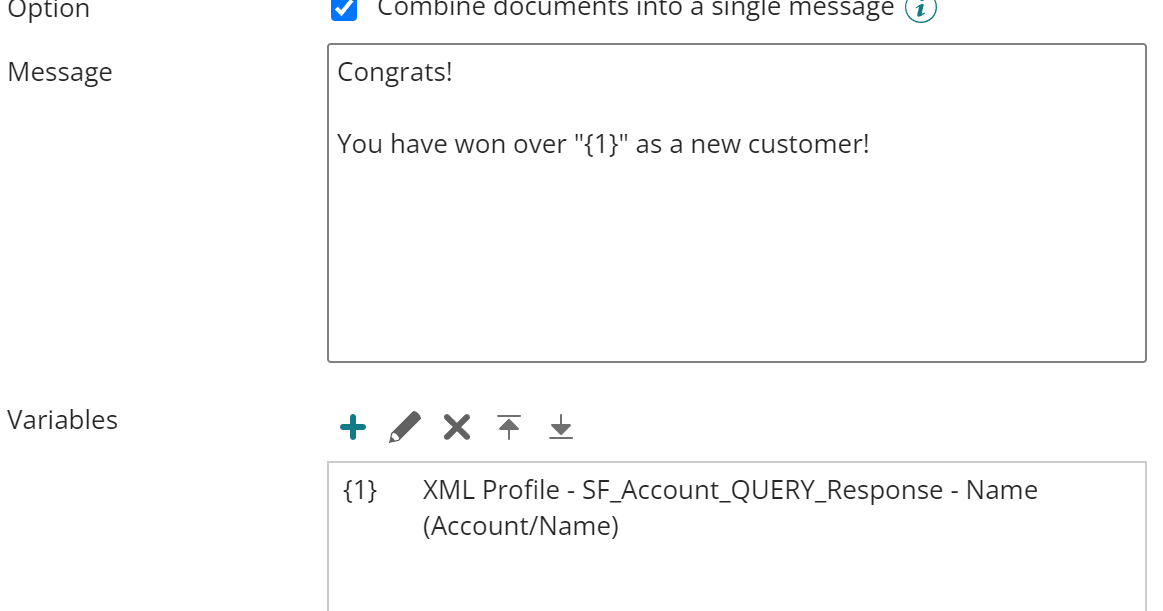 Option
Combine documents into a single message i
Message
Congrats!
You have won over "{1}" as a new customer!
Variables
{1} XML Profile - SF_Account_QUERY_Response - Name
(Account/Name)